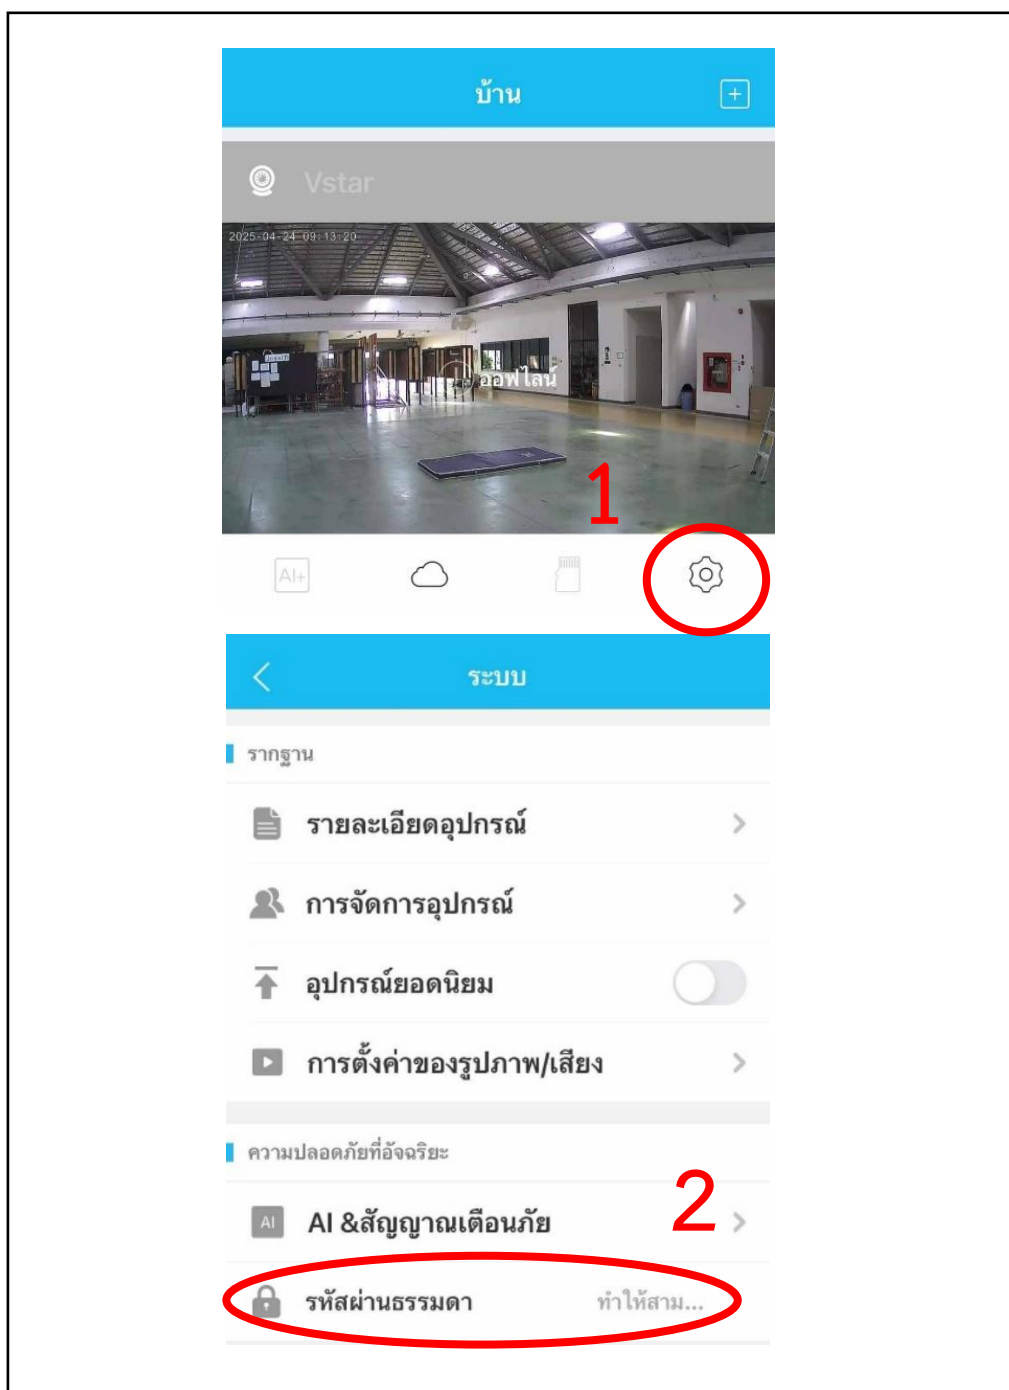 บ้าน
Vstar
2025-04-24 09:13:20
ออฟไลน์
1
AI+
ระบบ
รากฐาน
รายละเอียดอุปกรณ์
การจัดการอุปกรณ์
อุปกรณ์ยอดนิยม
การตั้งค่าของรูปภาพ/เสียง
ความปลอดภัยที่อัจฉริยะ
2
AI AI &สัญญาณเตือนภัย
รหัสผ่านธรรมดา ทำให้สาม...